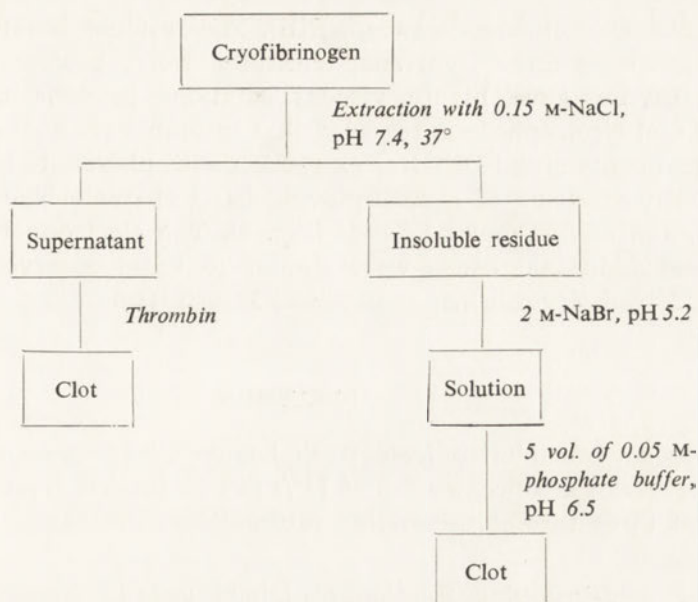 Cryofibrinogen
Extraction with 0.15 M-NaCl,
pH 7.4, 37°
Supernatant
Insoluble residue
Thrombin
2 M-NaBr, pH 5.2
Clot
Solution
5 vol. of 0.05 M-
phosphate buffer,
pH 6.5
Clot